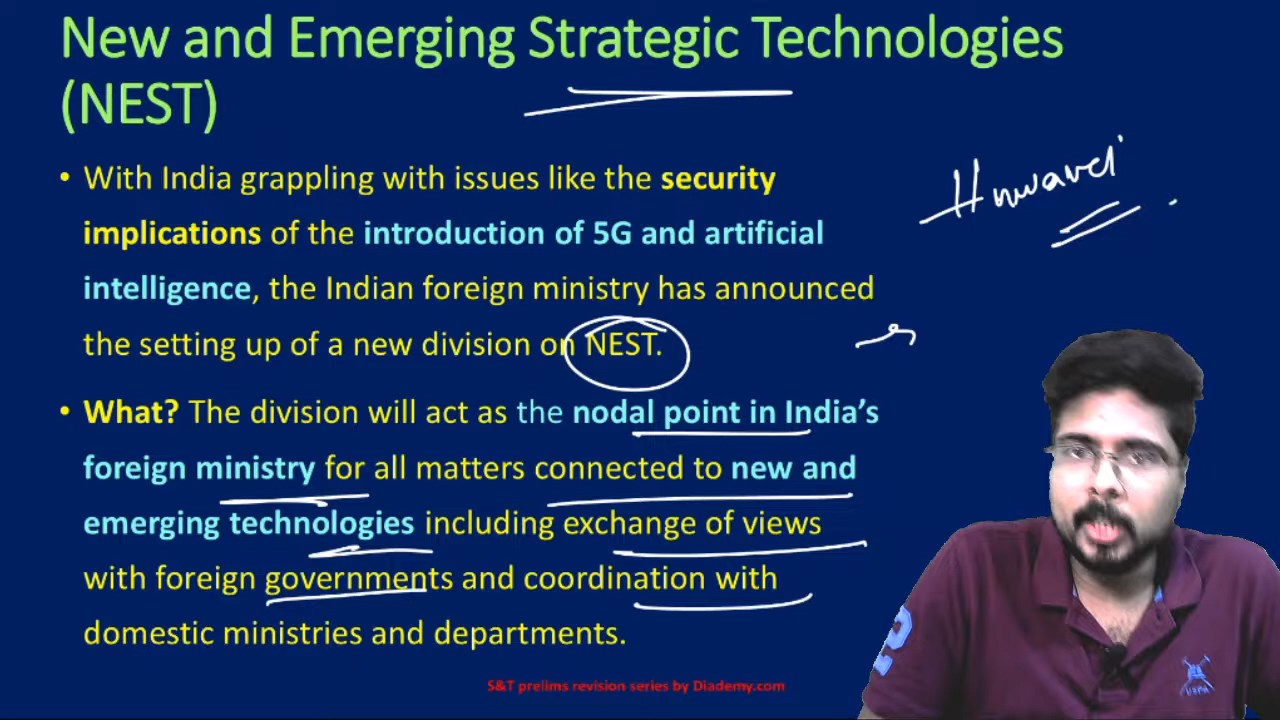 New and Emerging Strategic Technologies
(NEST)
• With India grappling with issues like the security
implications of the introduction of 5G and artificial
intelligence, the Indian foreign ministry has announced
the setting up of a new division on NEST.
• What? The division will act as the nodal point in India’s
foreign ministry for all matters connected to new and
emerging technologies including exchange of views
with foreign governments and coordination with
domestic ministries and departments.
S&T prelims revision series by Diademy.com
2